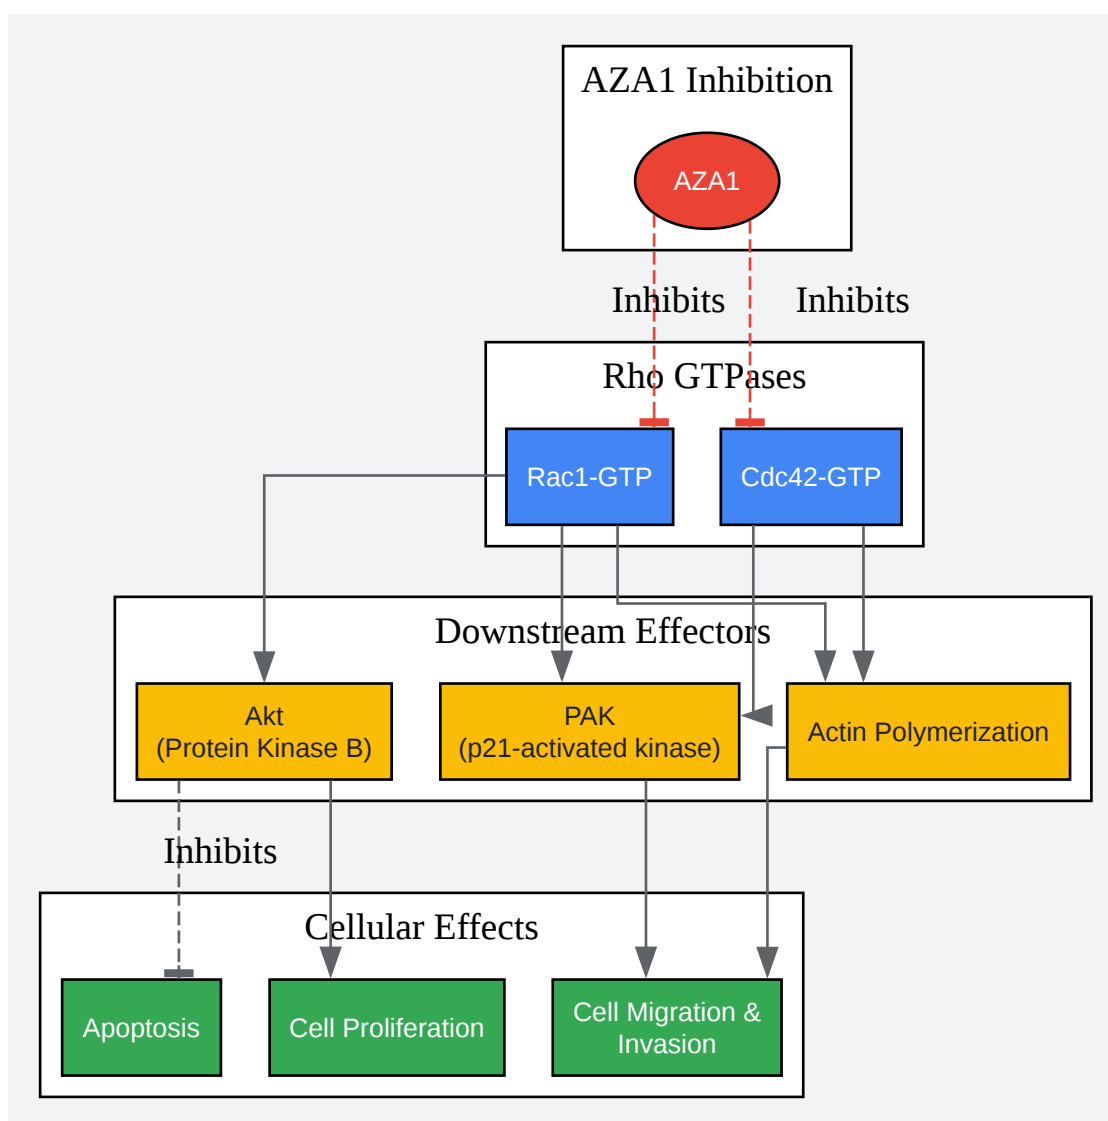 AZA1 Inhibition
AZA1
Inhibits
Inhibits
Rho GTPases
Rac1-GTP
Cdc42-GTP
Downstream Effectors
Akt
(Protein Kinase B)
PAK
(p21-activated kinase)
Actin Polymerization
Inhibits
Cellular Effects
Apoptosis
Cell Proliferation
Cell Migration &
Invasion